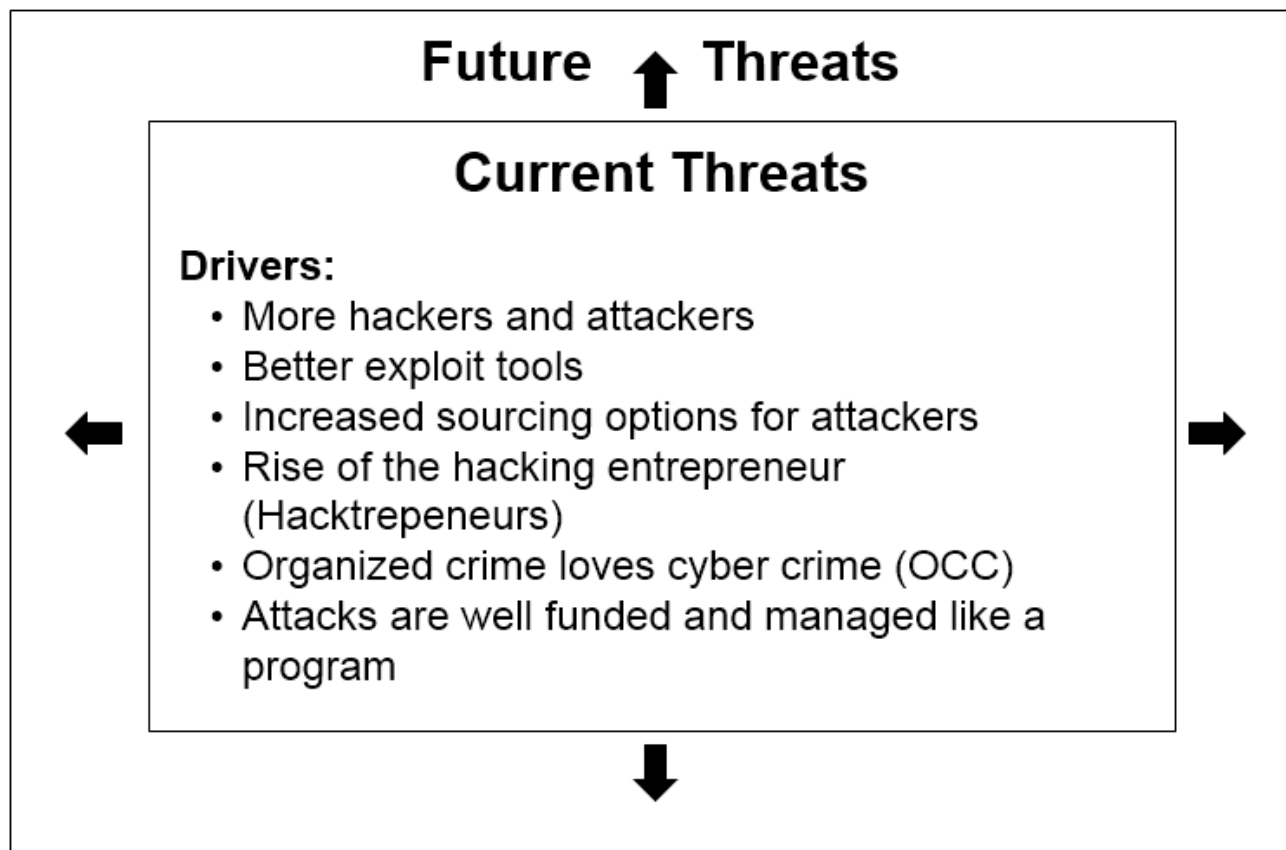 Future Threats
Current Threats
Drivers:
• More hackers and attackers
• Better exploit tools
• Increased sourcing options for attackers
• Rise of the hacking entrepreneur
(Hacktrepeneurs)
• Organized crime loves cyber crime (OCC)
• Attacks are well funded and managed like a
program